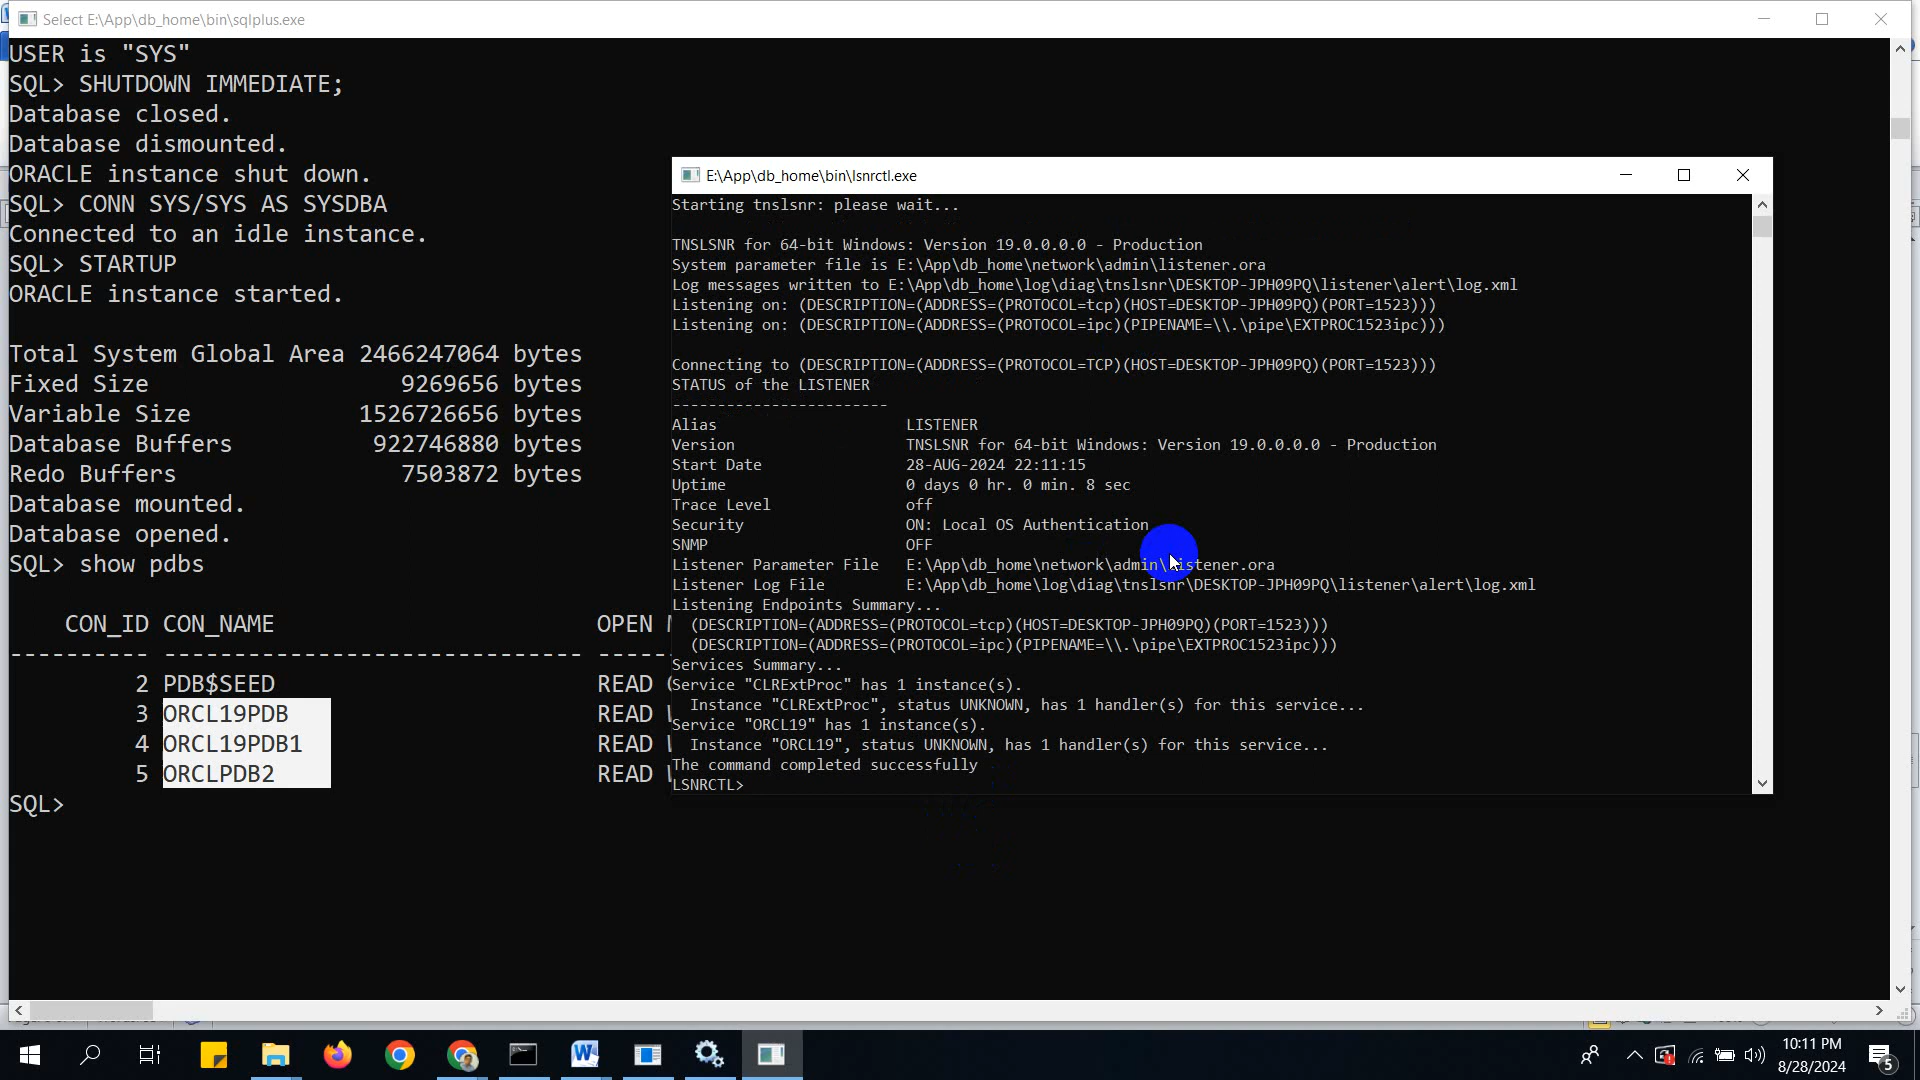 Select E:\App\db_home\bin\sqlplus.exe
USER is "SYS"
SQL> SHUTDOWN IMMEDIATE;
Database closed.
Database dismounted.
ORACLE instance shut down.
SQL> CONN SYS/SYS AS SYSDBA
Connected to an idle instance.
SQL> STARTUP
ORACLE instance started.
Total System Global Area 2466247064 bytes
Fixed Size 9269656 bytes
Variable Size 1526726656 bytes
Database Buffers 922746880 bytes
Redo Buffers 7503872 bytes
Database mounted.
Database opened.
SQL> show pdbs
CON_ID CON_NAME OPEN
---------- ------------------------------ -----
2 PDB$SEED READ
3 ORCL19PDB READ
4 ORCL19PDB1 READ
5 ORCLPDB2 READ
SQL>
E:\App\db_home\bin\lsnrctl.exe
Starting tnslsnr: please wait...
TNSLSNR for 64-bit Windows: Version 19.0.0.0.0 - Production
System parameter file is E:\App\db_home\network\admin\listener.ora
Log messages written to E:\App\db_home\log\diag\tnslsnr\DESKTOP-JPH09PQ\listener\alert\log.xml
Listening on: (DESCRIPTION=(ADDRESS=(PROTOCOL=tcp)(HOST=DESKTOP-JPH09PQ)(PORT=1523)))
Listening on: (DESCRIPTION=(ADDRESS=(PROTOCOL=ipc)(PIPENAME=\\.\pipe\EXTPROC1523ipc)))
Connecting to (DESCRIPTION=(ADDRESS=(PROTOCOL=TCP)(HOST=DESKTOP-JPH09PQ)(PORT=1523)))
STATUS of the LISTENER
------------------------
Alias LISTENER
Version TNSLSNR for 64-bit Windows: Version 19.0.0.0.0 - Production
Start Date 28-AUG-2024 22:11:15
Uptime 0 days 0 hr. 0 min. 8 sec
Trace Level off
Security ON: Local OS Authentication
SNMP OFF
Listener Parameter File E:\App\db_home\network\admin\listener.ora
Listener Log File E:\App\db_home\log\diag\tnslsnr\DESKTOP-JPH09PQ\listener\alert\log.xml
Listening Endpoints Summary...
(DESCRIPTION=(ADDRESS=(PROTOCOL=tcp)(HOST=DESKTOP-JPH09PQ)(PORT=1523)))
(DESCRIPTION=(ADDRESS=(PROTOCOL=ipc)(PIPENAME=\\.\pipe\EXTPROC1523ipc)))
Services Summary...
Service "CLRExtProc" has 1 instance(s).
Instance "CLRExtProc", status UNKNOWN, has 1 handler(s) for this service...
Service "ORCL19" has 1 instance(s).
Instance "ORCL19", status UNKNOWN, has 1 handler(s) for this service...
The command completed successfully
LSNRCTL>
10:11 PM
8/28/2024
5